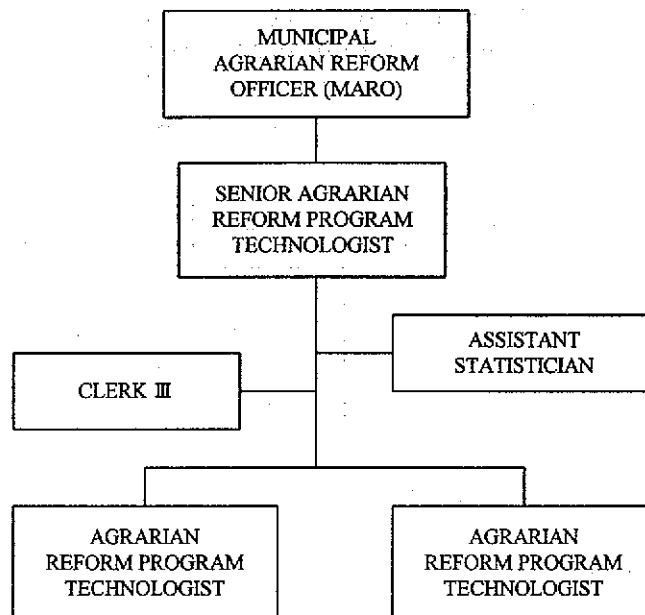 MUNICIPAL
AGRARIAN REFORM
OFFICER (MARO)
SENIOR AGRARIAN
REFORM PROGRAM
TECHNOLOGIST
ASSISTANT
STATISTICIAN
CLERK III
AGRARIAN
REFORM PROGRAM
TECHNOLOGIST
AGRARIAN
REFORM PROGRAM
TECHNOLOGIST